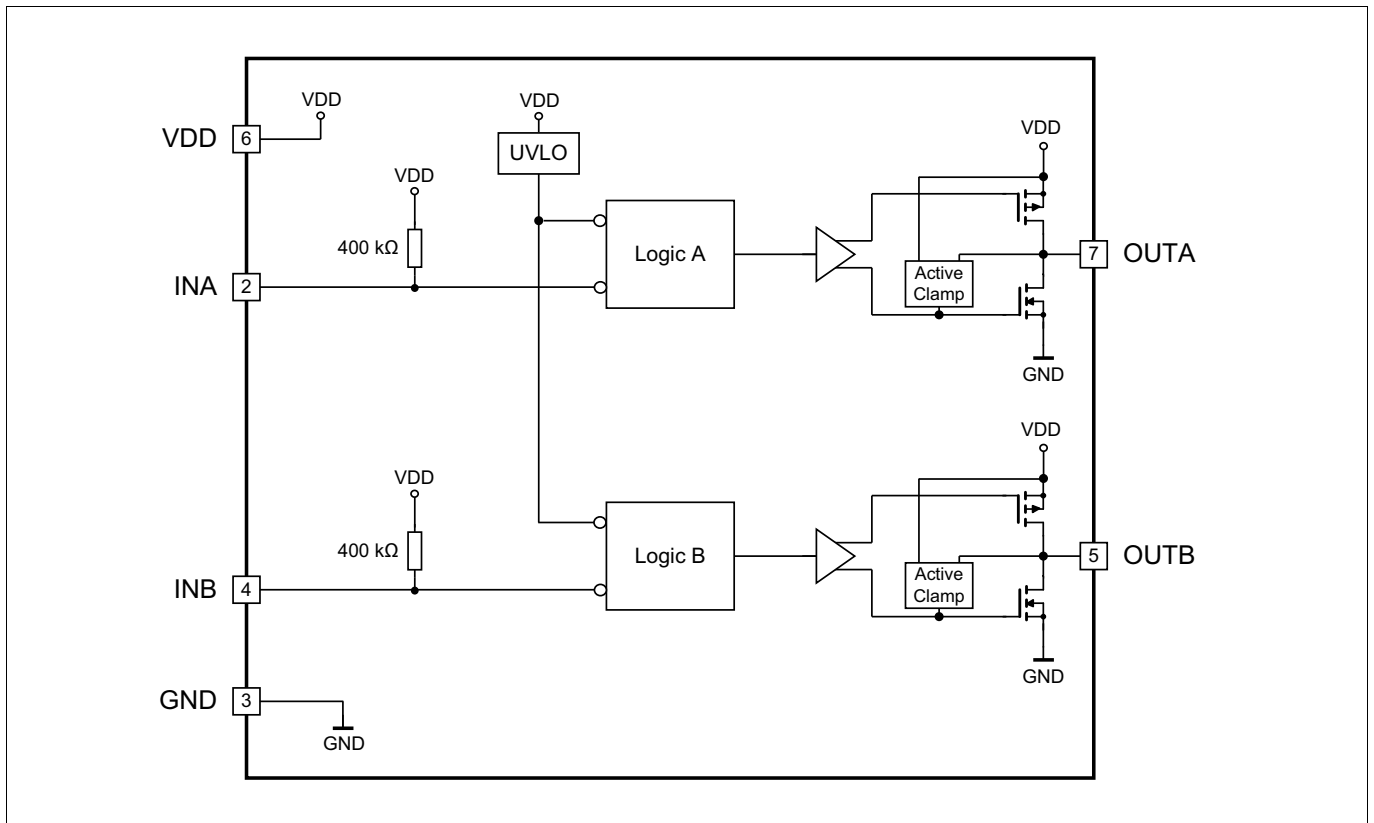 VDD
6
VDD
VDD
UVLO
VDD
400 kΩ
INA
2
Logic A
VDD
Active
Clamp
7
OUTA
GND
VDD
400 kΩ
INB
4
Logic B
VDD
Active
Clamp
5
OUTB
GND
GND
3
GND